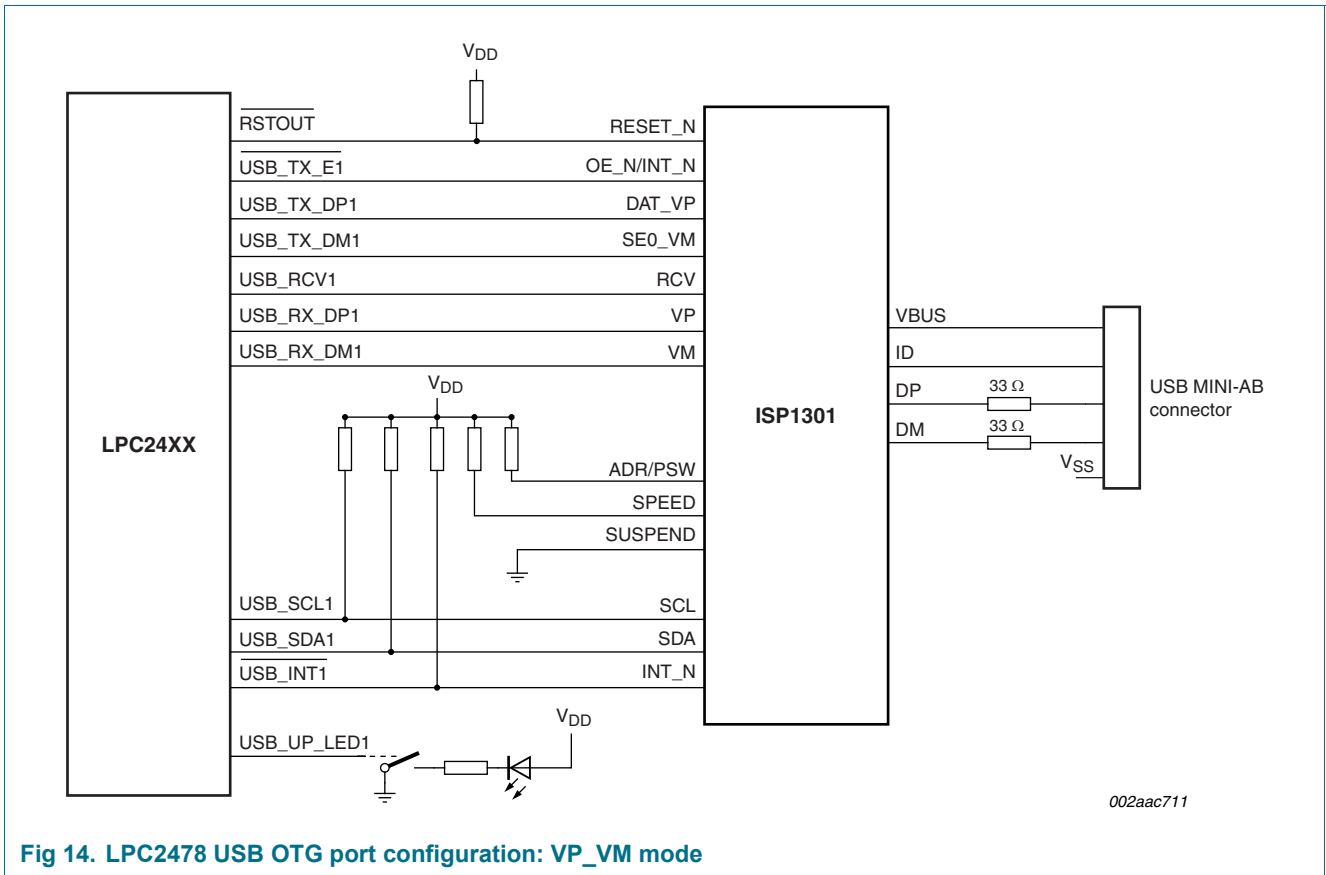 VDD
RSTOUT RESET_N
USB_TX_E1 OE_N/INT_N
USB_TX_DP1 DAT_VP
USB_TX_DM1 SE0_VM
USB_RCV1 RCV
USB_RX_DP1 VP
USB_RX_DM1 VM
VBUS
ID
DP 33 Ω
DM 33 Ω
VSS
USB MINI-AB
connector
LPC24XX
ISP1301
VDD
ADR/PSW
SPEED
SUSPEND
USB_SCL1 SCL
USB_SDA1 SDA
USB_INT1 INT_N
VDD
USB_UP_LED1
002aac711
Fig 14. LPC2478 USB OTG port configuration: VP_VM mode